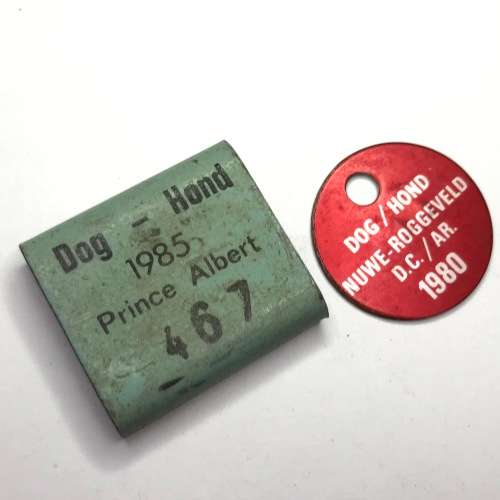 Dog - Hond
1985
Prince Albert
467
DOG / HOND
NUWE-ROGGEVELD
D.C./AR.
1980